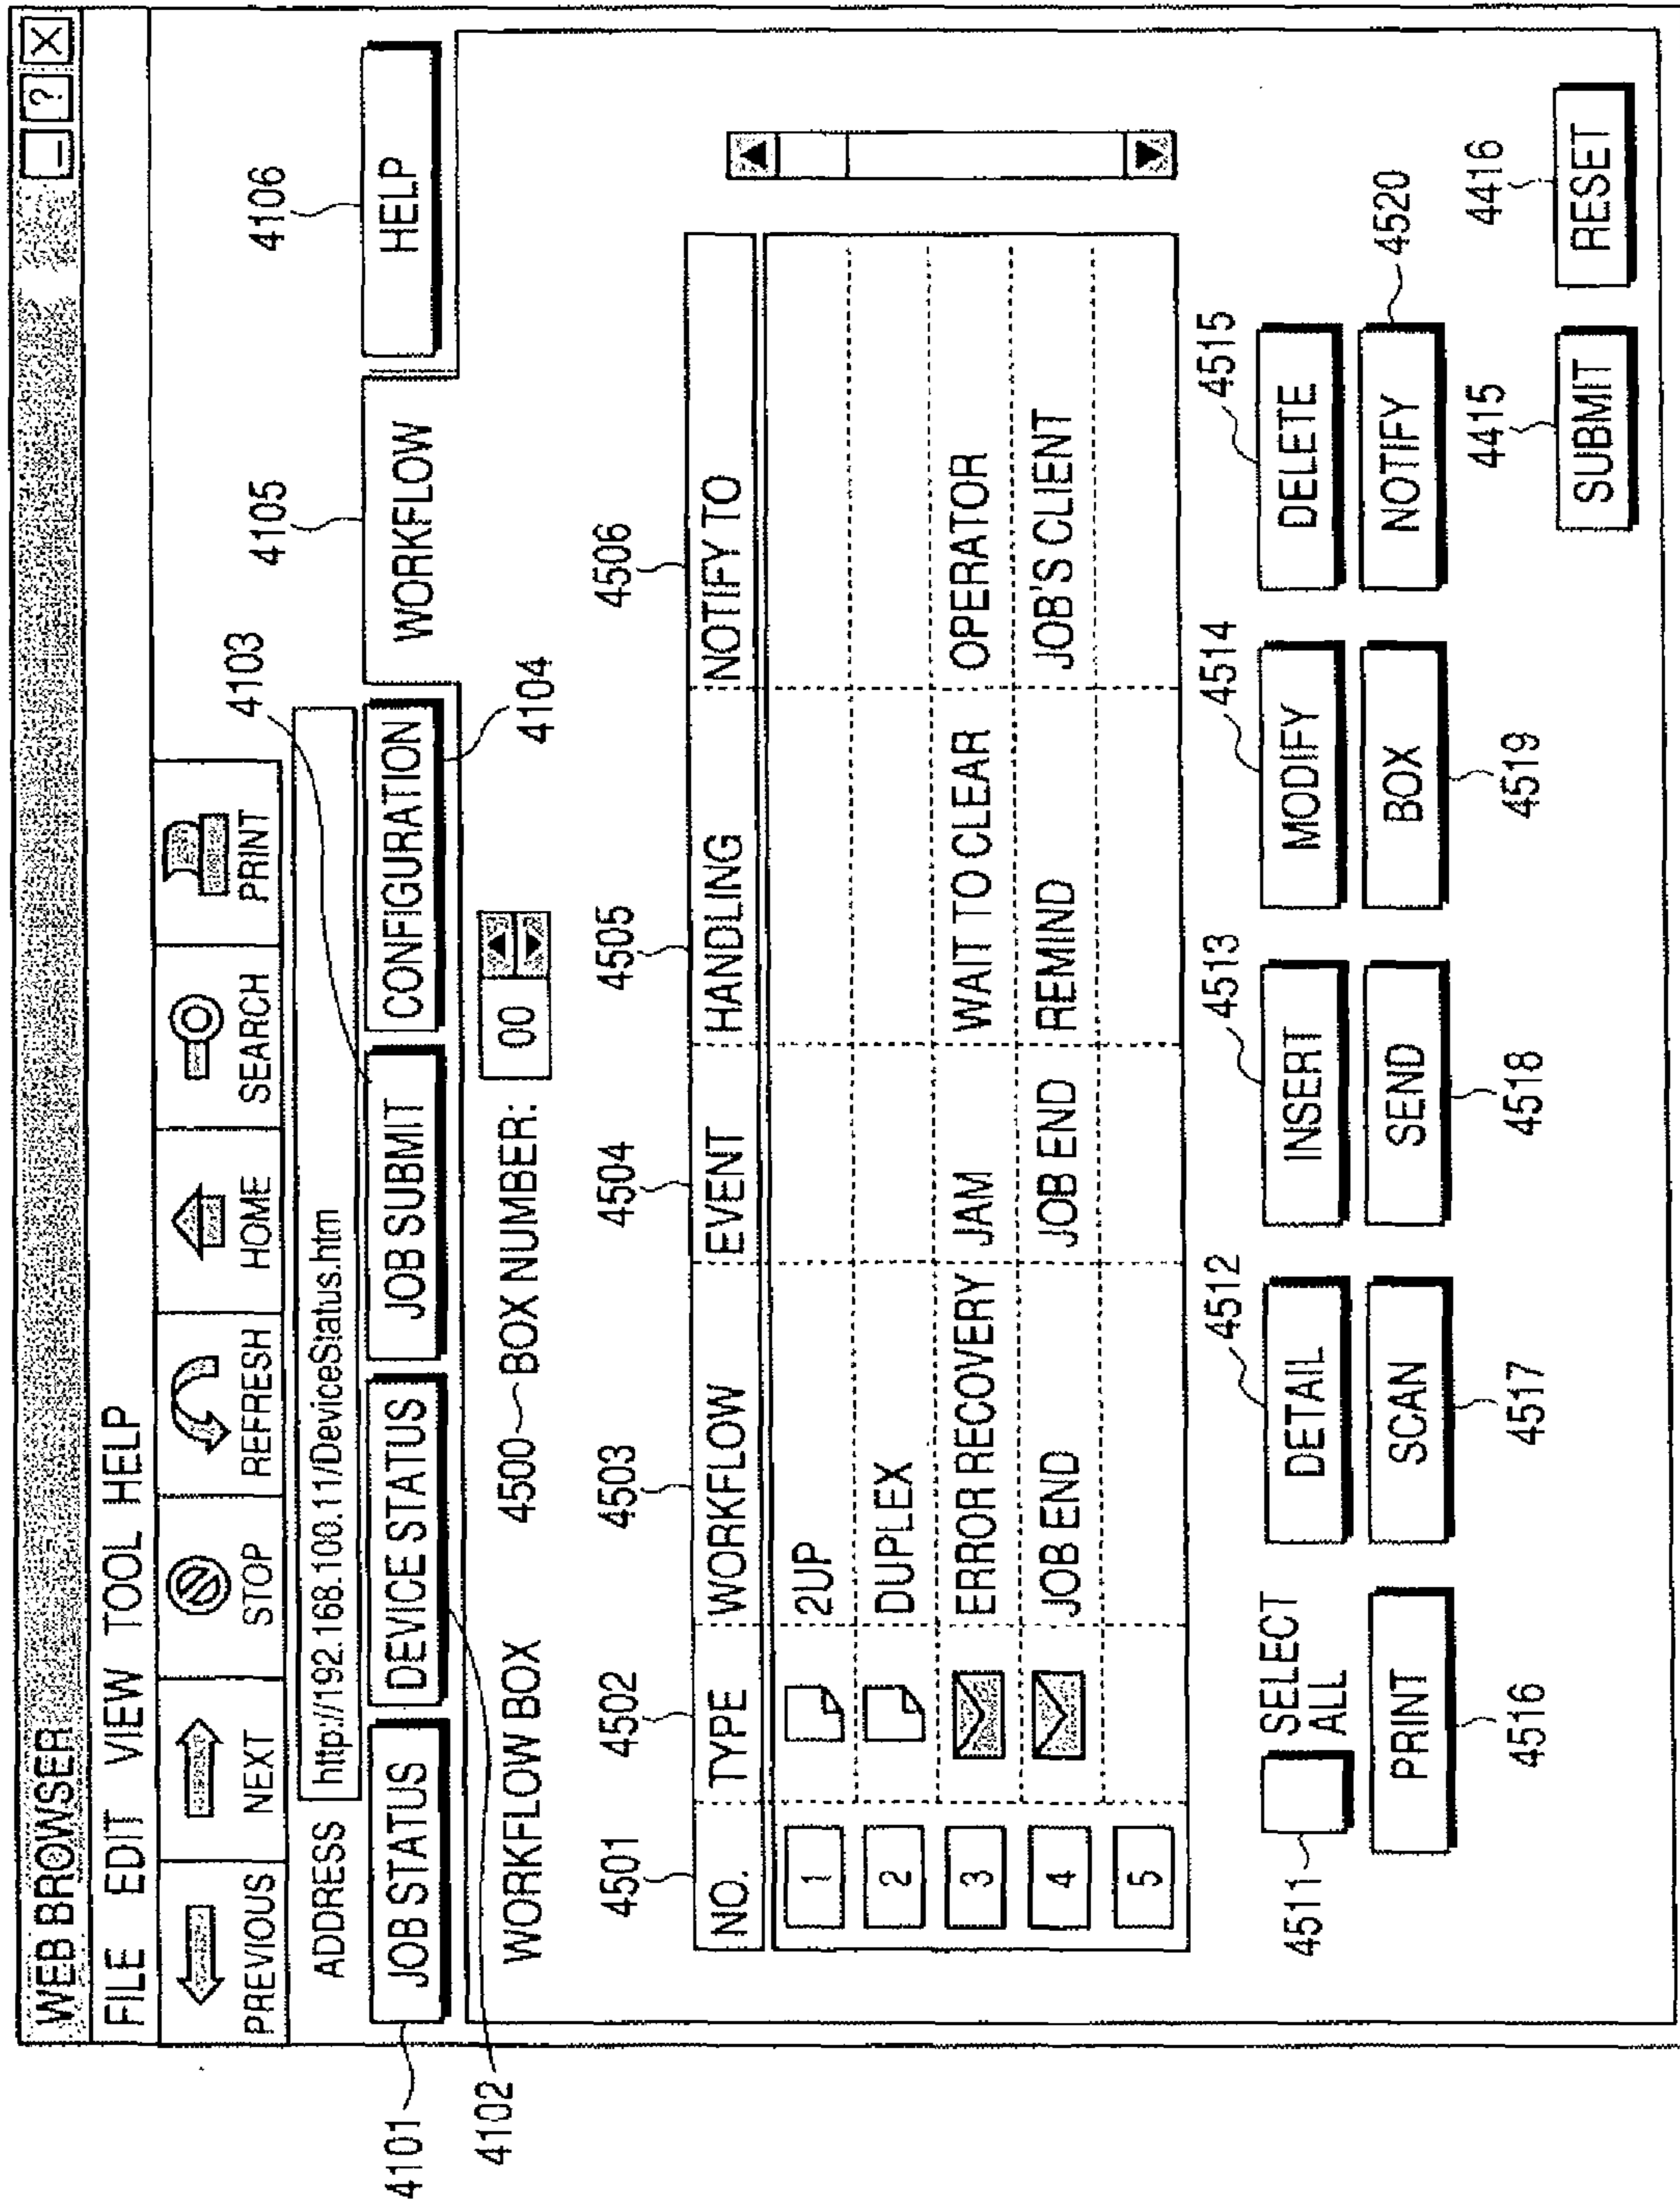 WEB BROWSER
_ ? X
FILE EDIT VIEW TOOL HELP
PREVIOUS NEXT STOP REFRESH HOME SEARCH PRINT
ADDRESS http://192.168.100.11/DeviceStatus.htm
4103 4105 4106
JOB STATUS DEVICE STATUS JOB SUBMIT CONFIGURATION WORKFLOW HELP
4101
4102
4104
WORKFLOW BOX 4500 BOX NUMBER: 00
4501 4502 4503 4504 4505 4506
NO. TYPE WORKFLOW EVENT HANDLING NOTIFY TO
1 2UP
2 DUPLEX
3 ERROR RECOVERY JAM WAIT TO CLEAR OPERATOR
4 JOB END JOB END REMIND JOB'S CLIENT
5
4511 4512 4513 4514 4515
SELECT ALL DETAIL INSERT MODIFY DELETE
PRINT SCAN SEND BOX NOTIFY 4520
4516 4517 4518 4519 4415 4416
SUBMIT RESET